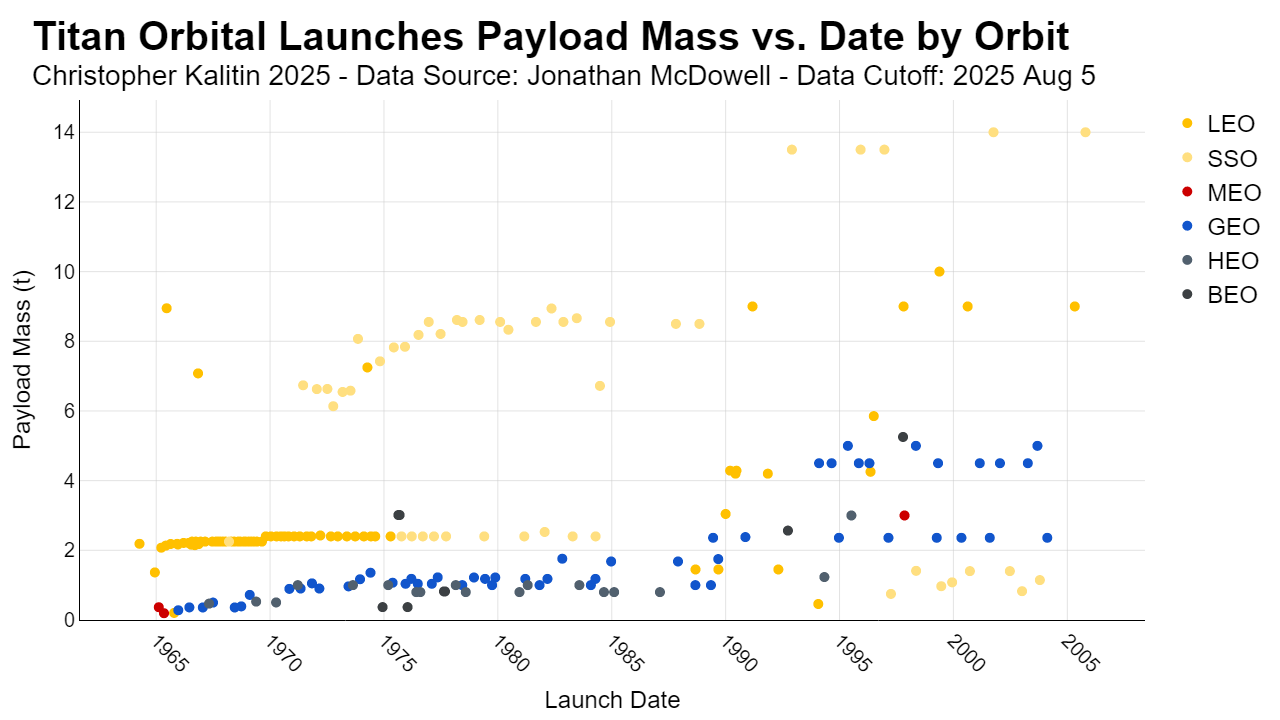 Titan Orbital Launches Payload Mass vs. Date by Orbit
Christopher Kalitin 2025 - Data Source: Jonathan McDowell - Data Cutoff: 2025 Aug 5
Payload Mass (t)
14
12
10
8
6
4
2
0
1965
1970
1975
1980
1985
1990
1995
2000
2005
Launch Date
LEO
SSO
MEO
GEO
HEO
BEO